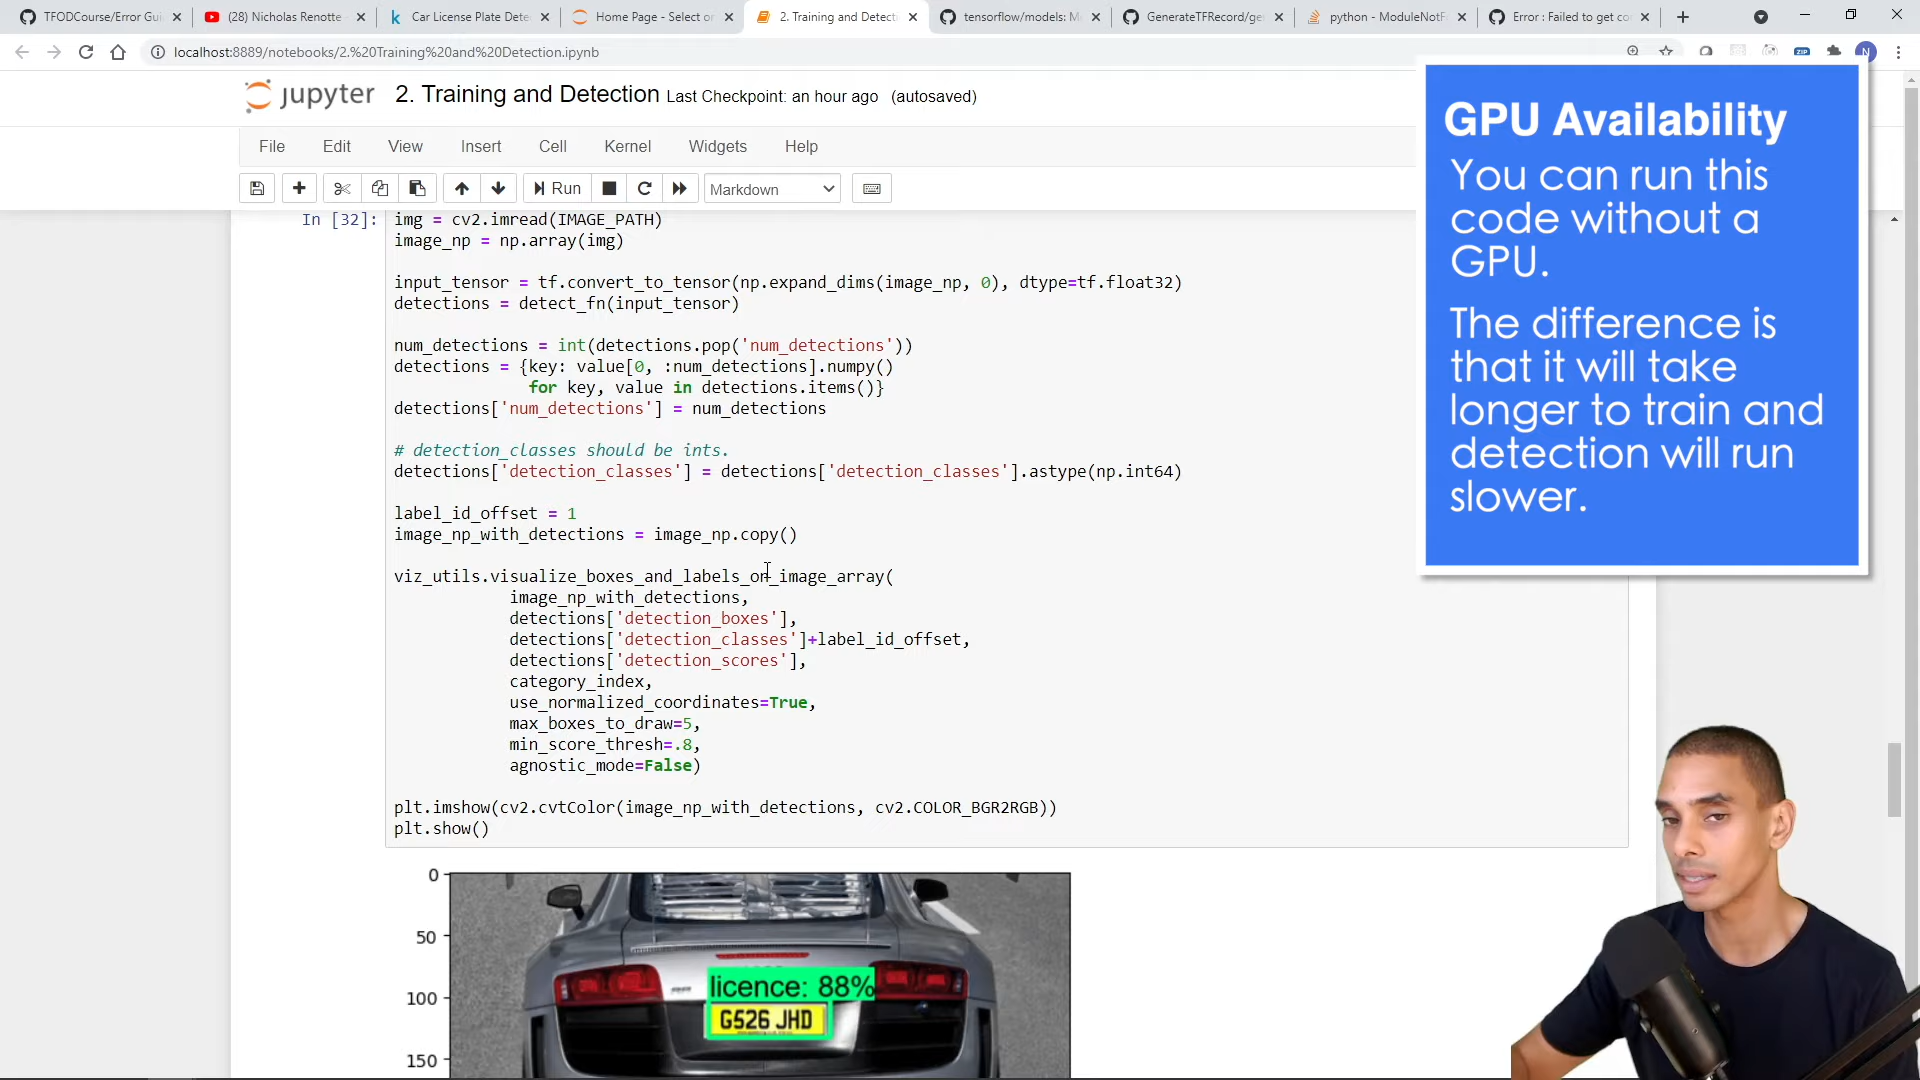 TFODCourse/Error Gui
(28) Nicholas Renotte -
Car License Plate Dete
Home Page - Select or
2. Training and Detecti
tensorflow/models: M
GenerateTFRecord/ge
python - ModuleNotF
Error : Failed to get co
localhost:8889/notebooks/2.%20Training%20and%20Detection.ipynb
ZIP
N
jupyter 2. Training and Detection Last Checkpoint: an hour ago (autosaved)
File Edit View Insert Cell Kernel Widgets Help
Run
Markdown
In [32]:
img = cv2.imread(IMAGE_PATH)
image_np = np.array(img)
input_tensor = tf.convert_to_tensor(np.expand_dims(image_np, 0), dtype=tf.float32)
detections = detect_fn(input_tensor)
num_detections = int(detections.pop('num_detections'))
detections = {key: value[0, :num_detections].numpy()
for key, value in detections.items()}
detections['num_detections'] = num_detections
# detection_classes should be ints.
detections['detection_classes'] = detections['detection_classes'].astype(np.int64)
label_id_offset = 1
image_np_with_detections = image_np.copy()
viz_utils.visualize_boxes_and_labels_on_image_array(
image_np_with_detections,
detections['detection_boxes'],
detections['detection_classes']+label_id_offset,
detections['detection_scores'],
category_index,
use_normalized_coordinates=True,
max_boxes_to_draw=5,
min_score_thresh=.8,
agnostic_mode=False)
plt.imshow(cv2.cvtColor(image_np_with_detections, cv2.COLOR_BGR2RGB))
plt.show()
0
50
100
150
licence: 88%
G526 JHD
GPU Availability
You can run this
code without a
GPU.
The difference is
that it will take
longer to train and
detection will run
slower.